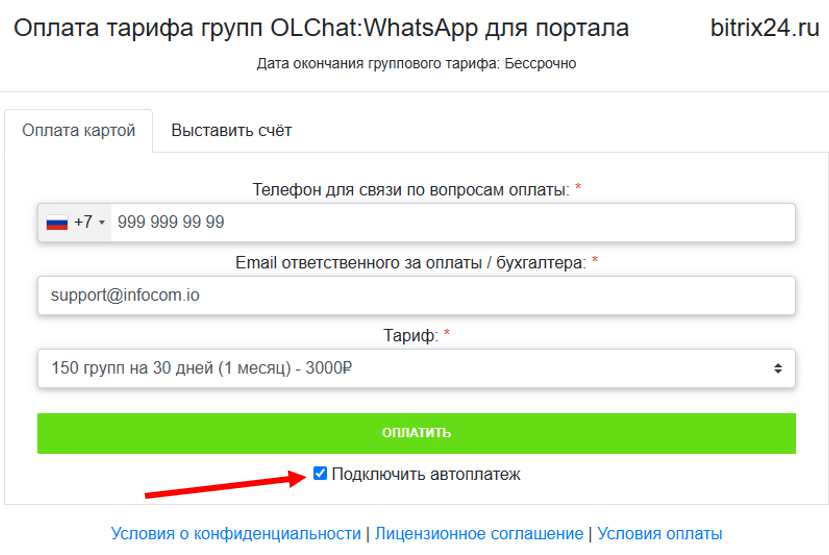 Оплата тарифа групп OLChat:WhatsApp для портала bitrix24.ru
Дата окончания группового тарифа: Бессрочно
Оплата картой Выставить счёт
Телефон для связи по вопросам оплаты: *
+7 999 999 99 99
Email ответственного за оплаты / бухгалтера: *
support@infocom.io
Тариф: *
150 групп на 30 дней (1 месяц) - 3000₽
ОПЛАТИТЬ
Подключить автоплатеж
Условия о конфиденциальности | Лицензионное соглашение | Условия оплаты